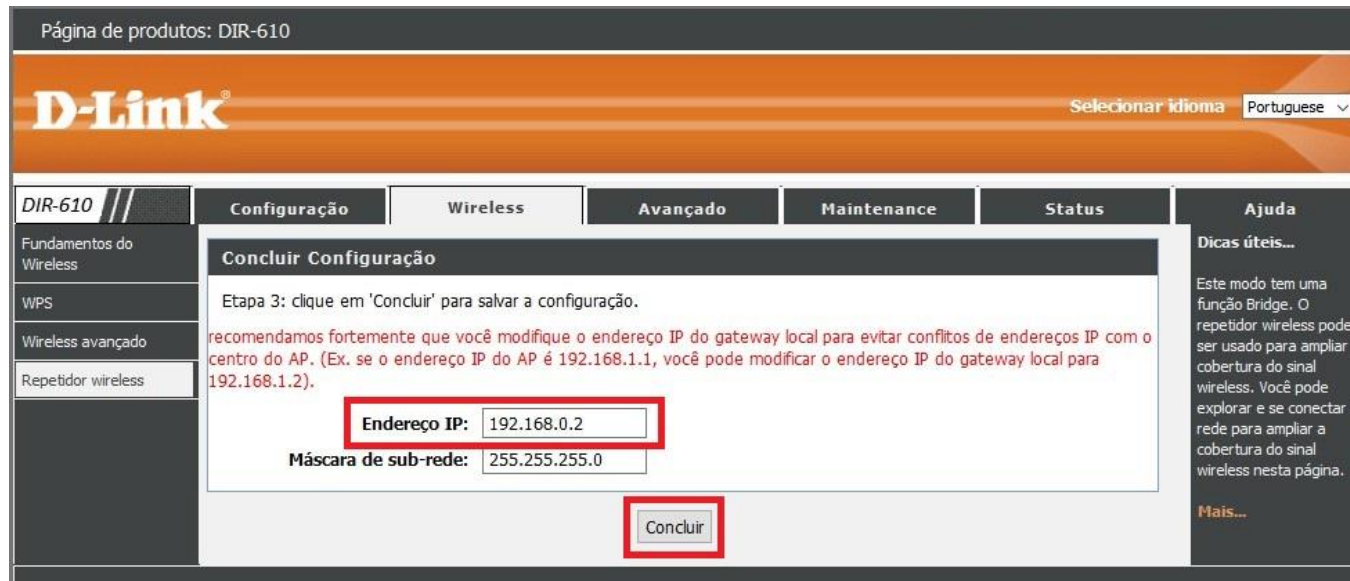 Página de produtos: DIR-610
D-Link®
Selecionar idioma Portuguese
DIR-610
Configuração
Wireless
Avançado
Maintenance
Status
Ajuda
Fundamentos do
Wireless
WPS
Wireless avançado
Repetidor wireless
Concluir Configuração
Etapa 3: clique em 'Concluir' para salvar a configuração.
recomendamos fortemente que você modifique o endereço IP do gateway local para evitar conflitos de endereços IP com o
centro do AP. (Ex. se o endereço IP do AP é 192.168.1.1, você pode modificar o endereço IP do gateway local para
192.168.1.2).
Endereço IP: 192.168.0.2
Máscara de sub-rede: 255.255.255.0
Concluir
Dicas úteis...
Este modo tem uma
função Bridge. O
repetidor wireless pode
ser usado para ampliar
cobertura do sinal
wireless. Você pode
explorar e se conectar
rede para ampliar a
cobertura do sinal
wireless nesta página.
Mais...